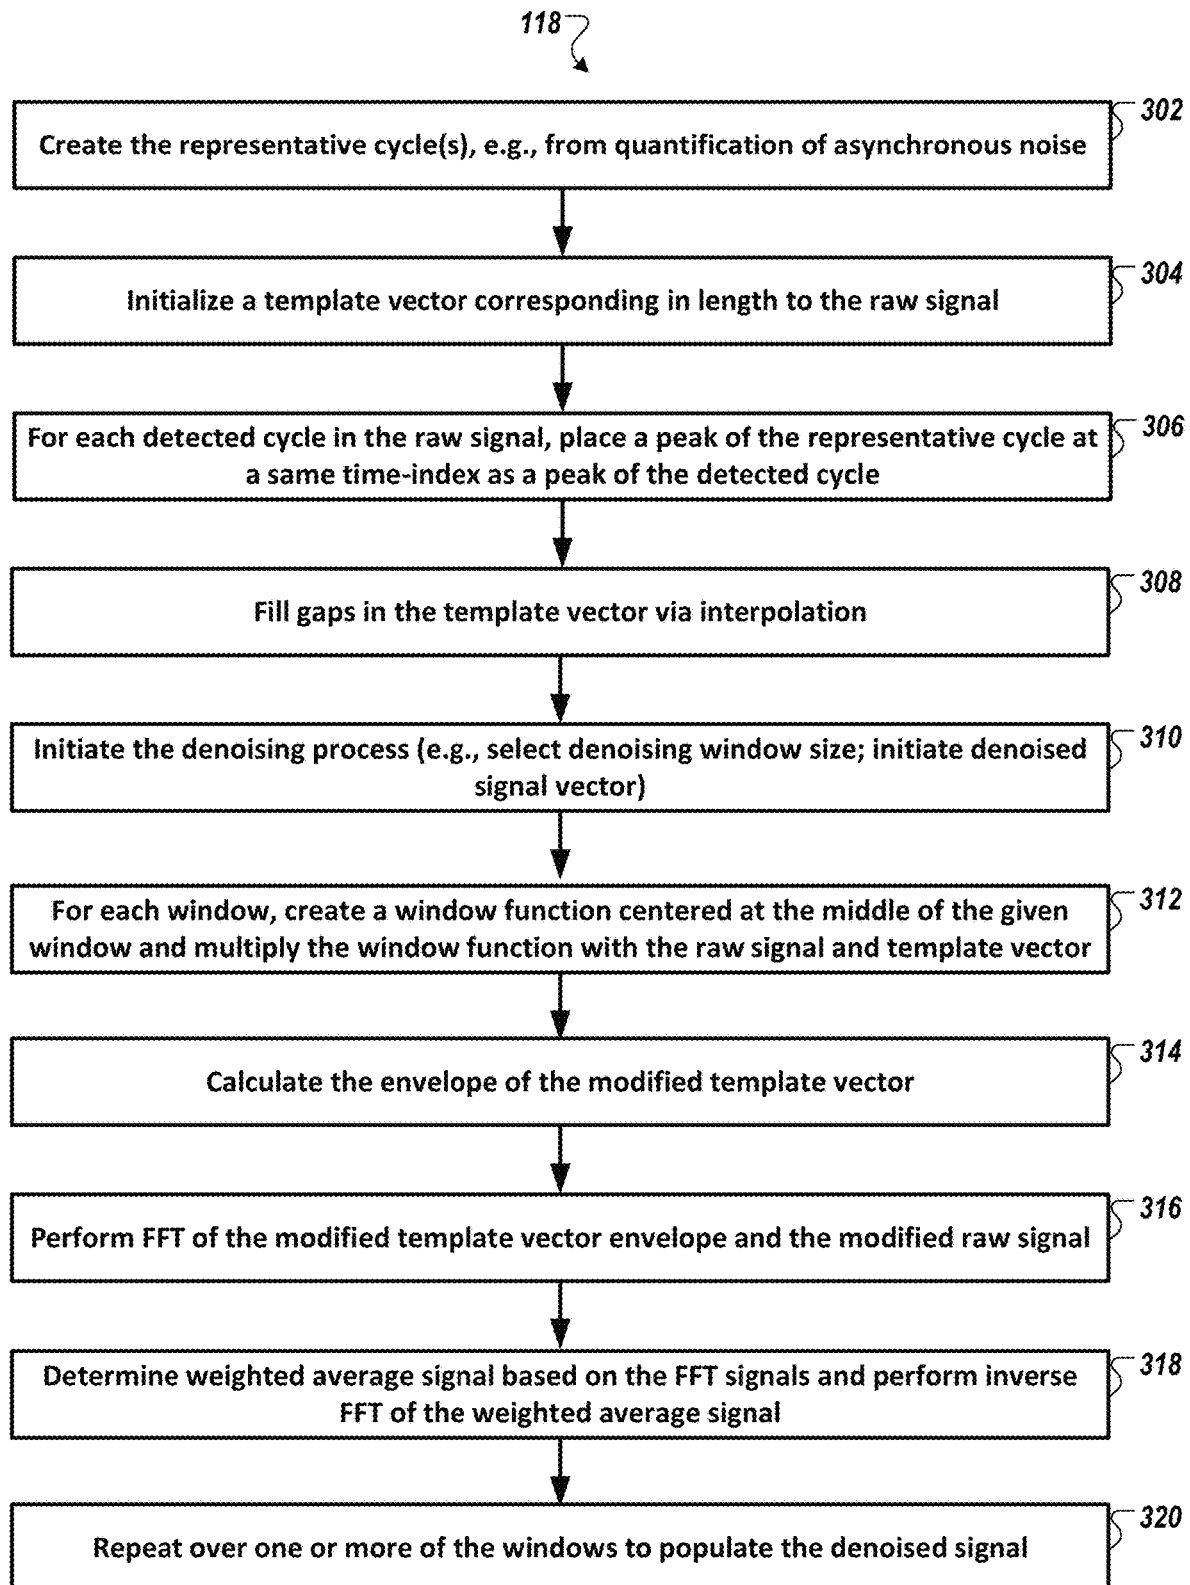 118
302
Create the representative cycle(s), e.g., from quantification of asynchronous noise
304
Initialize a template vector corresponding in length to the raw signal
306
For each detected cycle in the raw signal, place a peak of the representative cycle at
a same time-index as a peak of the detected cycle
308
Fill gaps in the template vector via interpolation
310
Initiate the denoising process (e.g., select denoising window size; initiate denoised
signal vector)
312
For each window, create a window function centered at the middle of the given
window and multiply the window function with the raw signal and template vector
314
Calculate the envelope of the modified template vector
316
Perform FFT of the modified template vector envelope and the modified raw signal
318
Determine weighted average signal based on the FFT signals and perform inverse
FFT of the weighted average signal
320
Repeat over one or more of the windows to populate the denoised signal